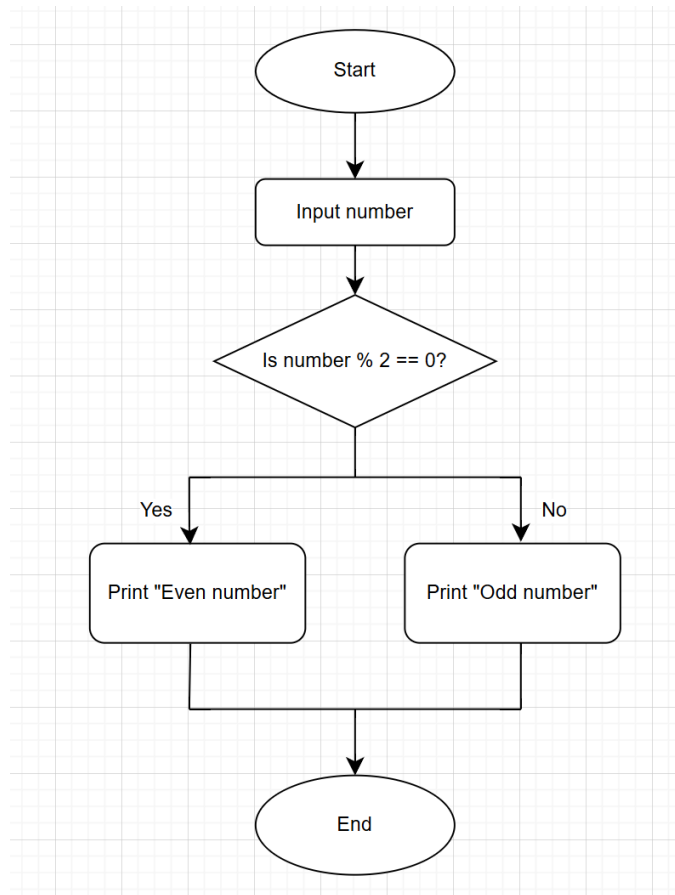 Start
Input number
Is number % 2 == 0?
Yes
No
Print "Even number"
Print "Odd number"
End